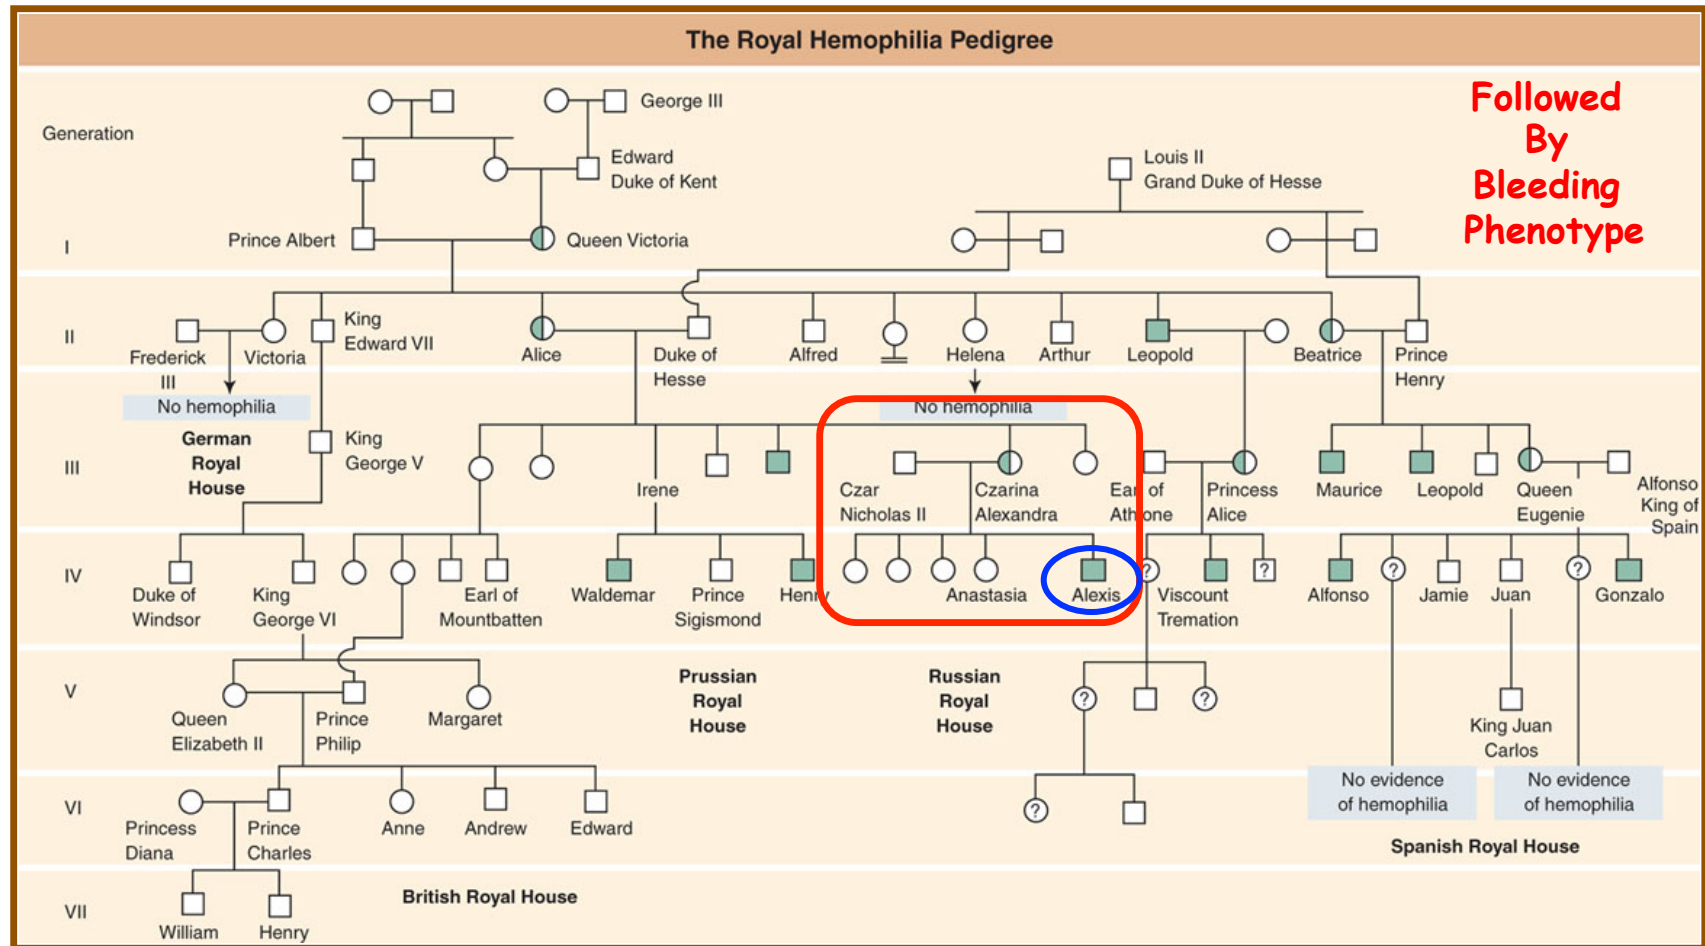 The Royal Hemophilia Pedigree
Followed
By
Bleeding
Phenotype
Generation
George III
Edward
Duke of Kent
Louis II
Grand Duke of Hesse
I
Prince Albert
Queen Victoria
II
Frederick
III
Victoria
King
Edward VII
Alice
Duke of
Hesse
Alfred
Helena
Arthur
Leopold
Beatrice
Prince
Henry
No hemophilia
No hemophilia
German
Royal
House
King
George V
III
Irene
Czar
Nicholas II
Czarina
Alexandra
Earl of
Athlone
Princess
Alice
Maurice
Leopold
Queen
Eugenie
Alfonso
King of
Spain
IV
Duke of
Windsor
King
George VI
Earl of
Mountbatten
Waldemar
Prince
Sigismond
Henry
Anastasia
Alexis
?
Viscount
Tremation
?
Alfonso
?
Jamie
Juan
?
Gonzalo
V
Queen
Elizabeth II
Prince
Philip
Margaret
Prussian
Royal
House
Russian
Royal
House
?
?
King Juan
Carlos
No evidence
of hemophilia
No evidence
of hemophilia
VI
Princess
Diana
Prince
Charles
Anne
Andrew
Edward
?
Spanish Royal House
VII
William
Henry
British Royal House